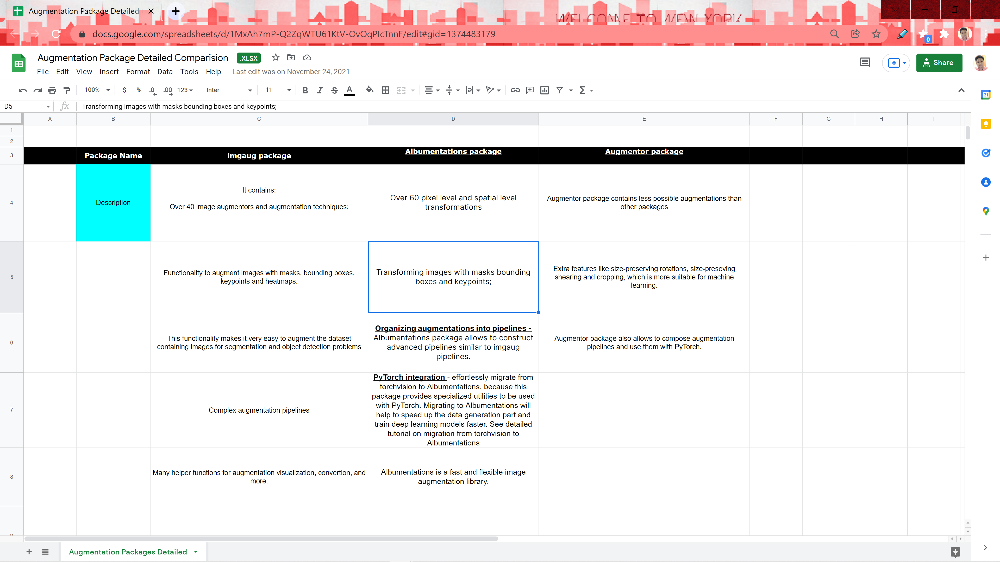 Augmentation Package Detailed
WELCOME TO NEW YORK
docs.google.com/spreadsheets/d/1MxAh7mP-Q2ZqWTU61KtV-OvOqPIcTnnF/edit#gid=1374483179
0
Augmentation Package Detailed Comparision .XLSX
File Edit View Insert Format Data Tools Help Last edit was on November 24, 2021
Share
100% $ % .0 .00 123 Inter 11 B I S A
D5 fx Transforming images with masks bounding boxes and keypoints;
31
A B C D E F G H I
1
2
3 Package Name imgaug package Albumentations package Augmentor package
4
Description
It contains:
Over 40 image augmentors and augmentation techniques;
Over 60 pixel level and spatial level
transformations
Augmentor package contains less possible augmentations than
other packages
5
Functionality to augment images with masks, bounding boxes,
keypoints and heatmaps.
Transforming images with masks bounding
boxes and keypoints;
Extra features like size-preserving rotations, size-preseving
shearing and cropping, which is more suitable for machine
learning.
6
This functionality makes it very easy to augment the dataset
containing images for segmentation and object detection problems
Organizing augmentations into pipelines -
Albumentations package allows to construct
advanced pipelines similar to imgaug
pipelines.
Augmentor package also allows to compose augmentation
pipelines and use them with PyTorch.
7
Complex augmentation pipelines
PyTorch integration - effortlessly migrate from
torchvision to Albumentations, because this
package provides specialized utilities to be used
with PyTorch. Migrating to Albumentations will
help to speed up the data generation part and
train deep learning models faster. See detailed
tutorial on migration from torchvision to
Albumentations
8
Many helper functions for augmentation visualization, convertion, and
more.
Albumentations is a fast and flexible image
augmentation library.
Augmentation Packages Detailed